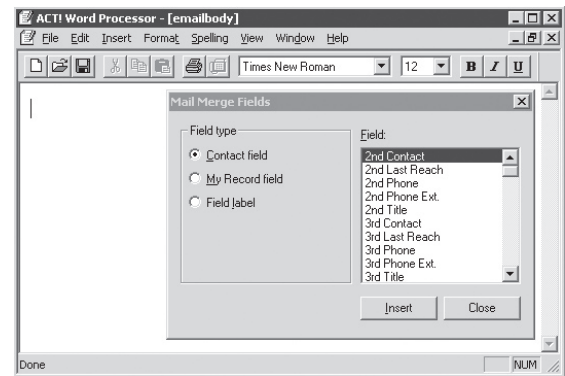 ACT! Word Processor - [emailbody]
File Edit Insert Format Spelling View Window Help
Times New Roman 12 B I U
Mail Merge Fields
Field type
Contact field
My Record field
Field label
Field:
2nd Contact
2nd Last Reach
2nd Phone
2nd Phone Ext.
2nd Title
3rd Contact
3rd Last Reach
3rd Phone
3rd Phone Ext.
3rd Title
Insert Close
Done NUM